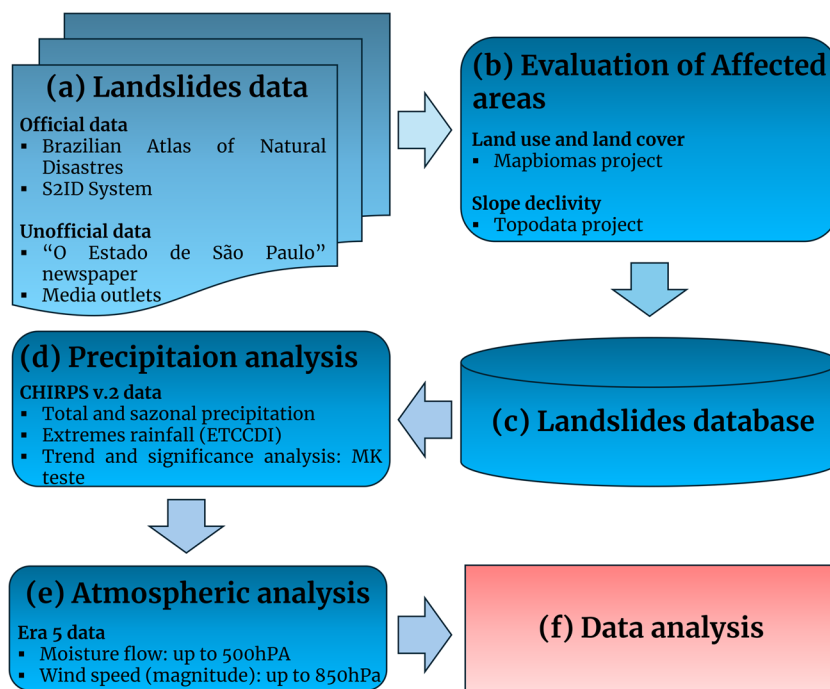 (a) Landslides data
Official data
▪ Brazilian Atlas of Natural
Disastres
▪ S2ID System
Unofficial data
▪ “O Estado de São Paulo”
newspaper
▪ Media outlets
(b) Evaluation of Affected
areas
Land use and land cover
▪ Mapbiomas project
Slope declivity
▪ Topodata project
(c) Landslides database
(d) Precipitaion analysis
CHIRPS v.2 data
▪ Total and sazonal precipitation
▪ Extremes rainfall (ETCCDI)
▪ Trend and significance analysis: MK
teste
(e) Atmospheric analysis
Era 5 data
▪ Moisture flow: up to 500hPA
▪ Wind speed (magnitude): up to 850hPa
(f) Data analysis